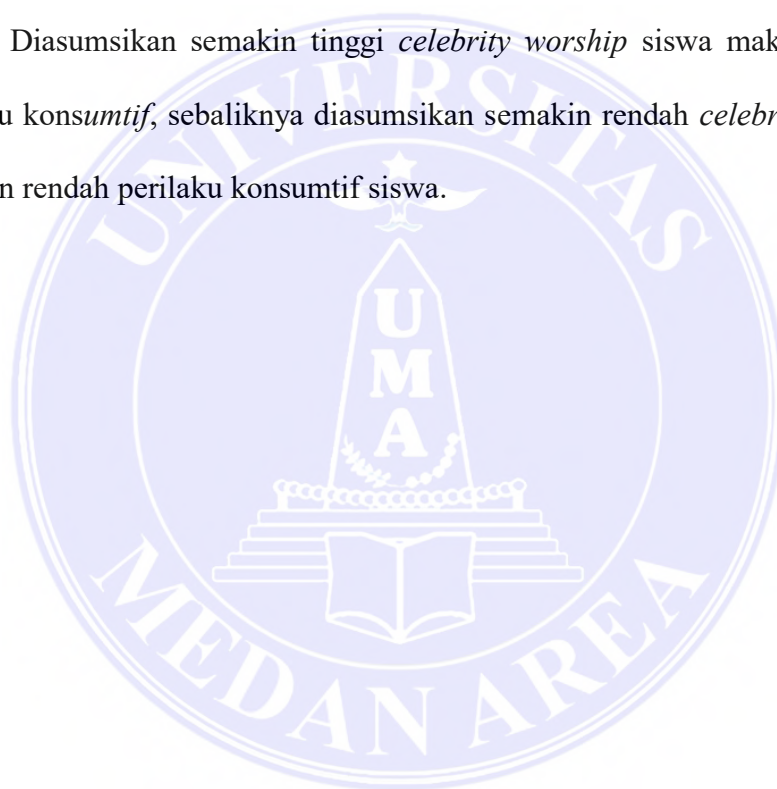 Diasumsikan semakin tinggi celebrity worship siswa mak
u konsumtif, sebaliknya diasumsikan semakin rendah celebr
n rendah perilaku konsumtif siswa.
UNIVERSITAS
UMA
MEDAN AREA